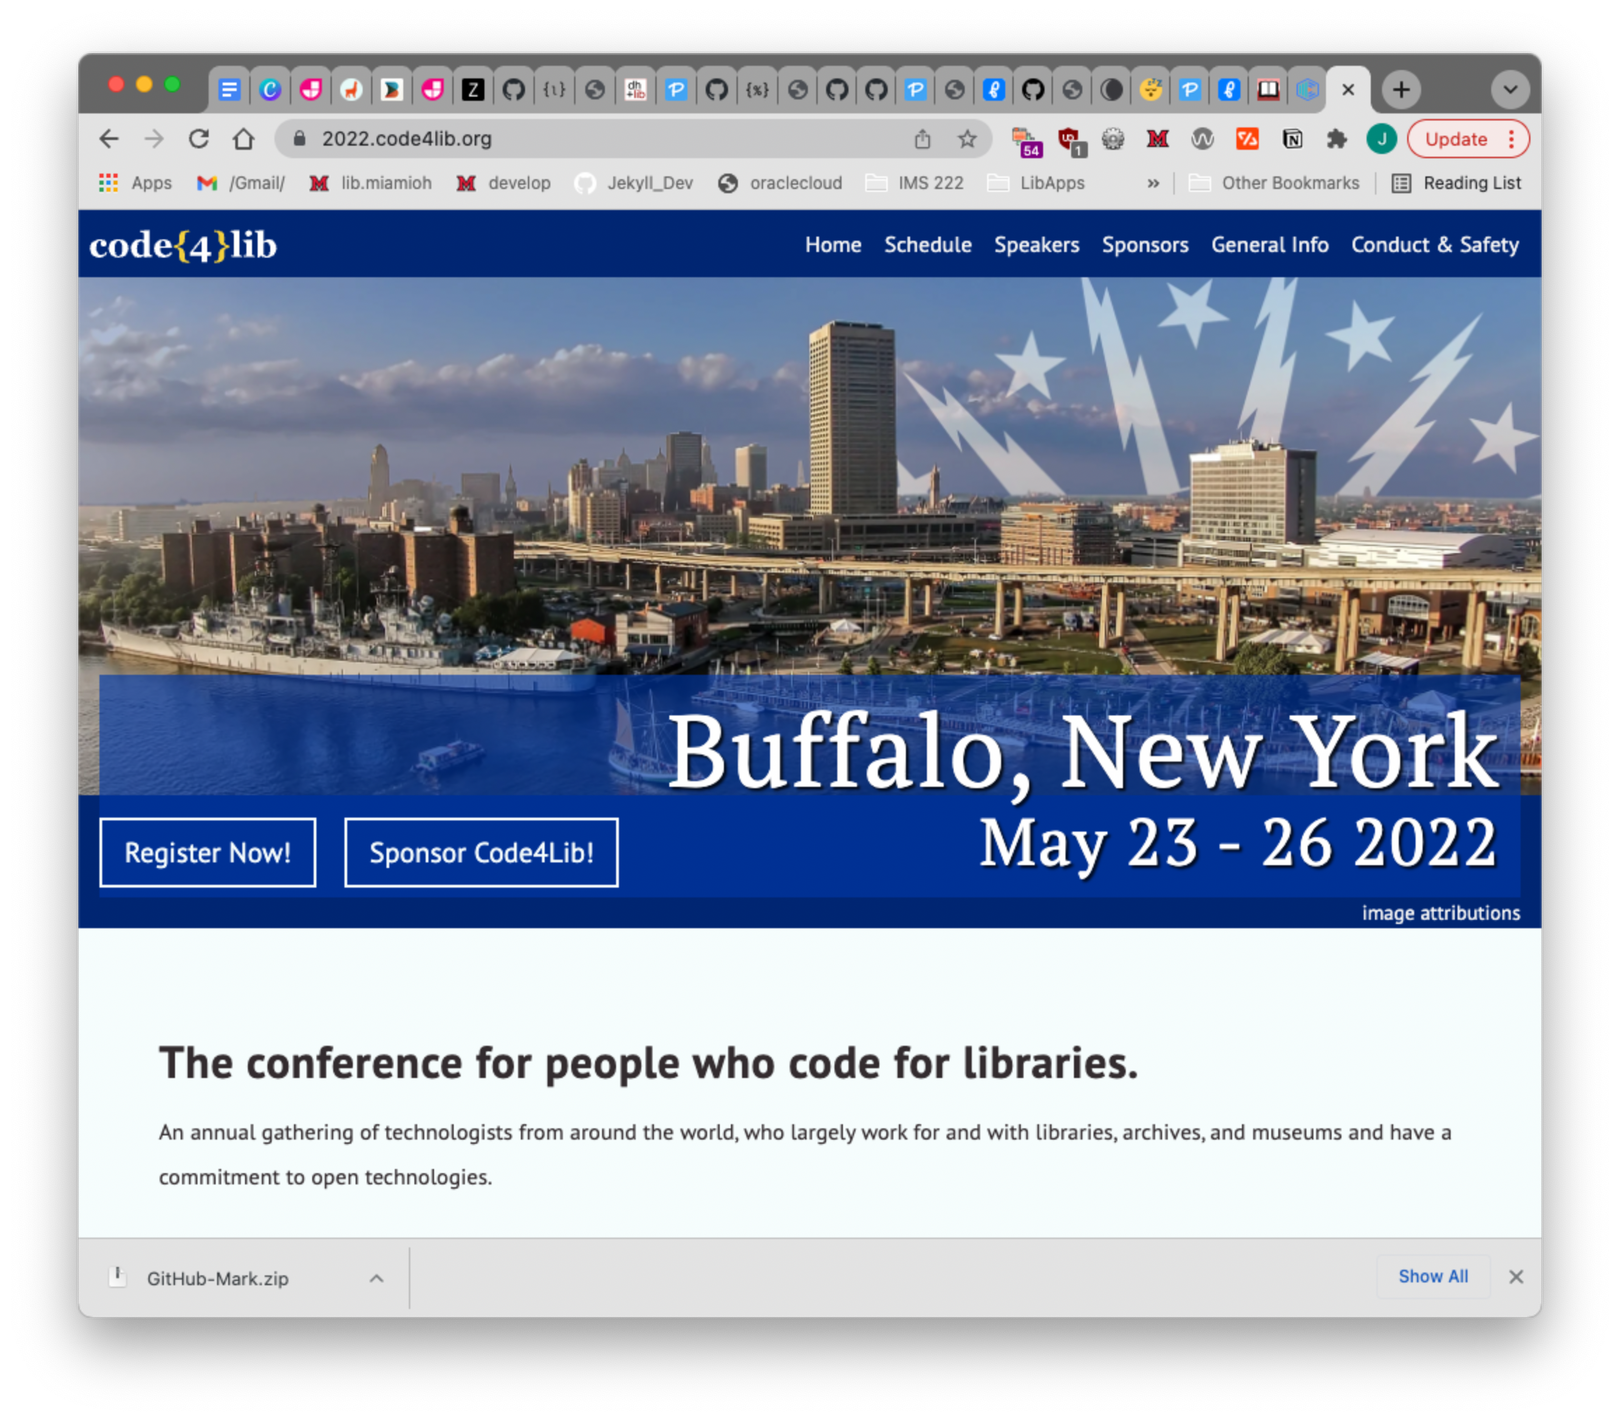 Z
{t}
dh
+lib
P
{%}
P
P
2022.code4lib.org
54
1
J
Update
Apps
/Gmail/
lib.miamioh
develop
Jekyll_Dev
oraclecloud
IMS 222
LibApps
»
Other Bookmarks
Reading List
code{4}lib
Home
Schedule
Speakers
Sponsors
General Info
Conduct & Safety
Buffalo, New York
May 23 - 26 2022
Register Now!
Sponsor Code4Lib!
image attributions
The conference for people who code for libraries.
An annual gathering of technologists from around the world, who largely work for and with libraries, archives, and museums and have a
commitment to open technologies.
GitHub-Mark.zip
Show All